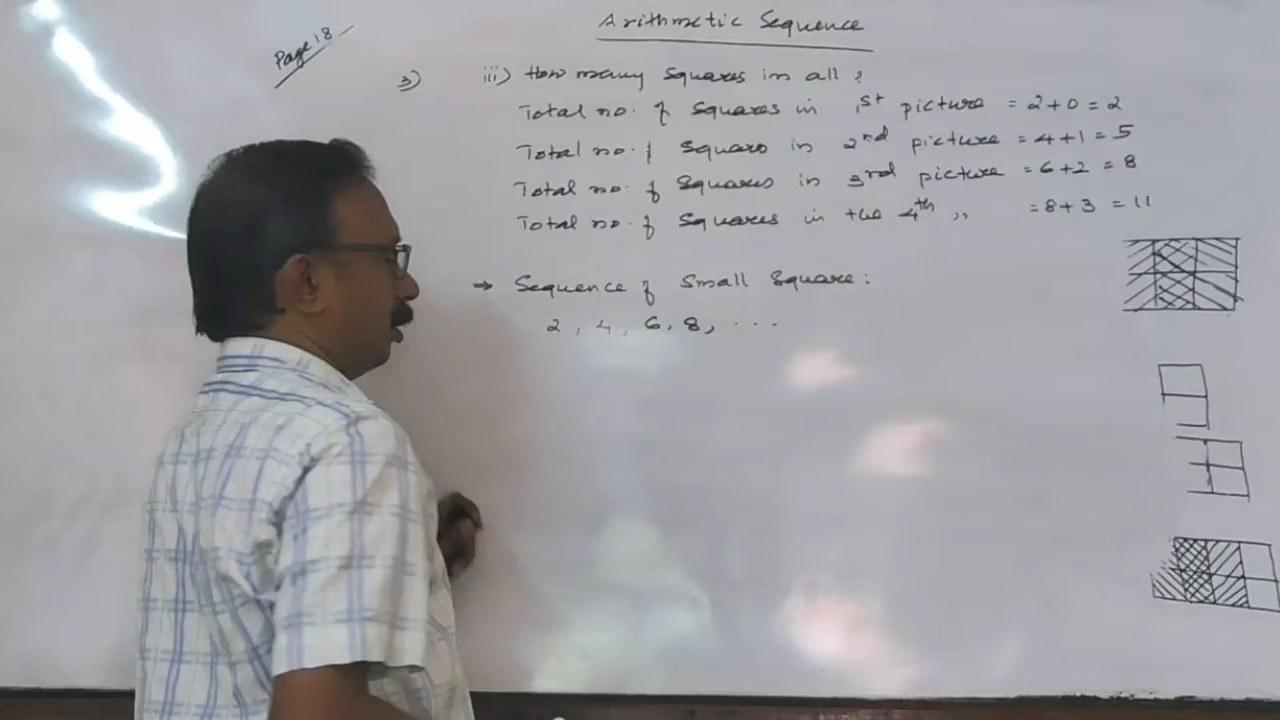 Arithmetic Sequence
Page 18
3) iii) How many squares in all ?
Total no. of squares in 1st picture = 2+0 = 2
Total no. of squares in 2nd picture = 4+1 = 5
Total no. of squares in 3rd picture = 6+2 = 8
Total no. of squares in the 4th ,, = 8+3 = 11
→ Sequence of Small Square :
2, 4, 6, 8, ...